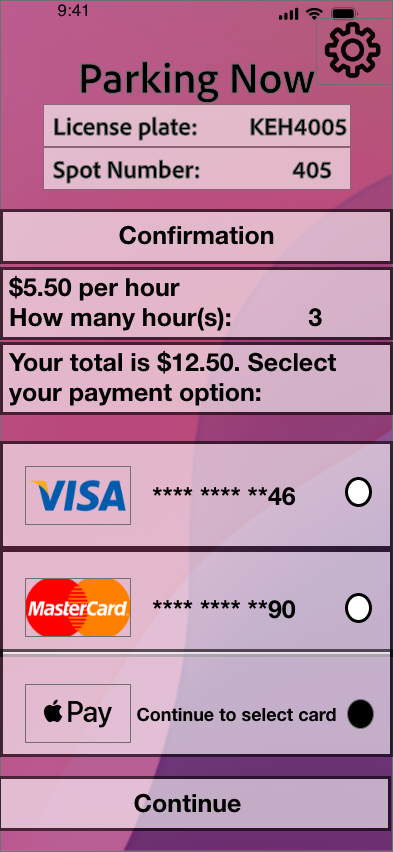 9:41
Parking Now
License plate: KEH4005
Spot Number: 405
Confirmation
$5.50 per hour
How many hour(s): 3
Your total is $12.50. Seclect
your payment option:
VISA **** **** **46
MasterCard **** **** **90
Pay Continue to select card
Continue